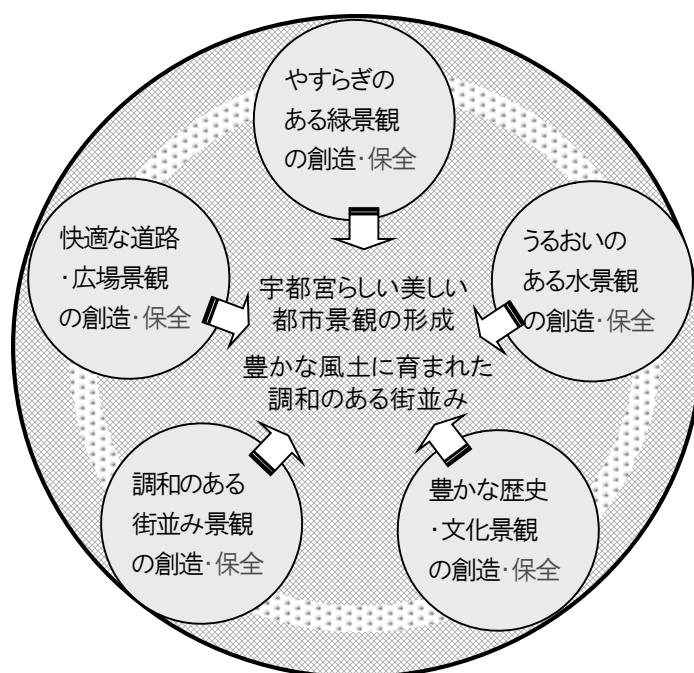 やすらぎの
ある緑景観
の創造・保全
快適な道路
・広場景観
の創造・保全
うるおいの
ある水景観
の創造・保全
宇都宮らしい美しい
都市景観の形成
豊かな風土に育まれた
調和のある街並み
調和のある
街並み景観
の創造・保全
豊かな歴史
・文化景観
の創造・保全